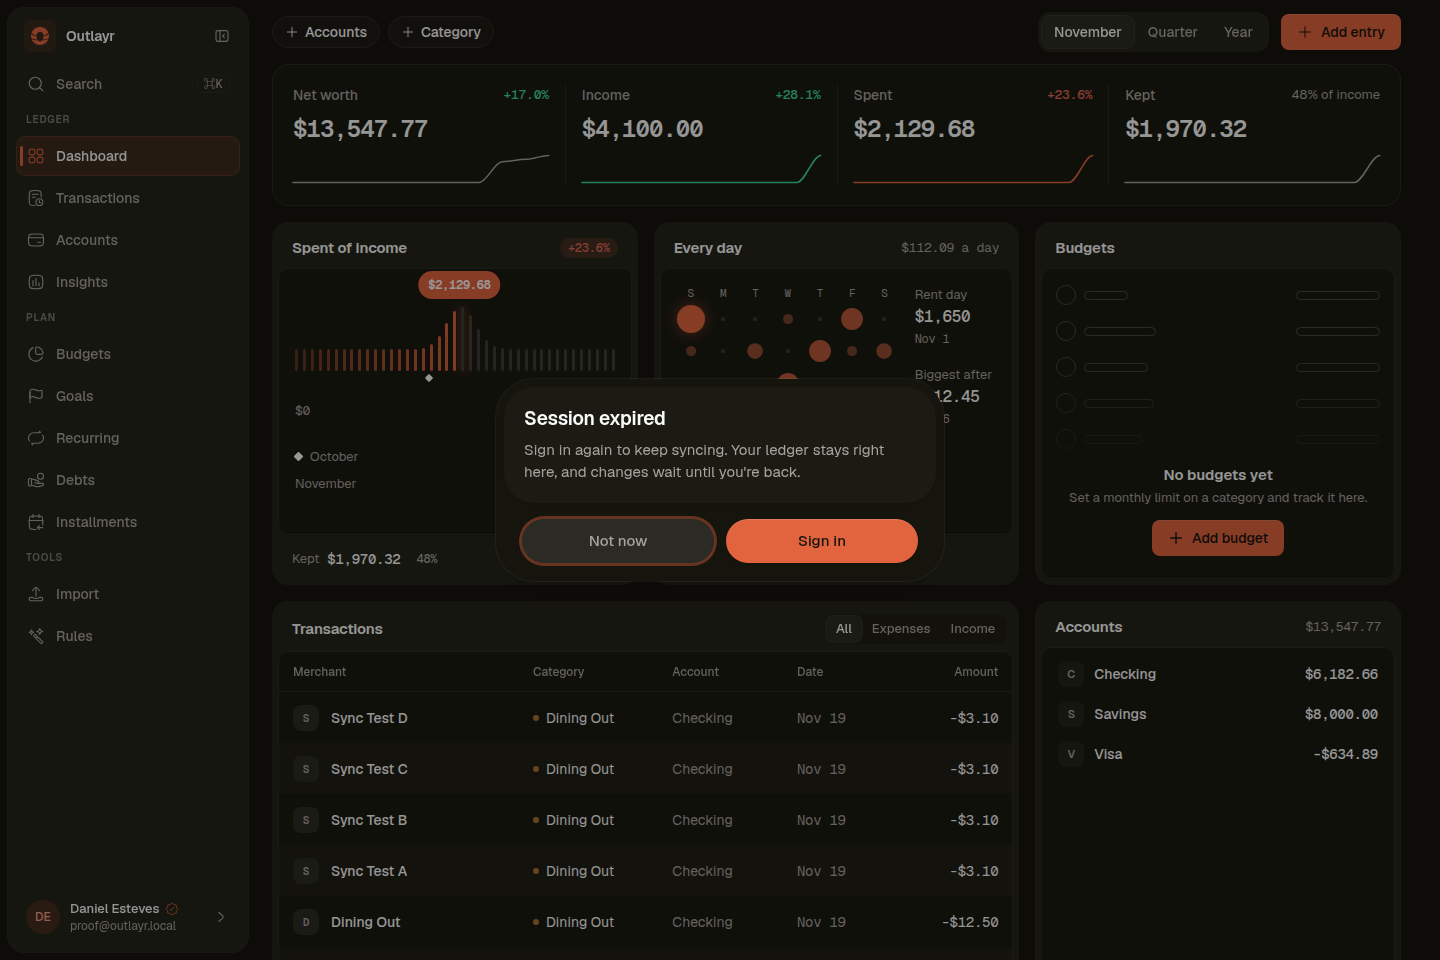 Outlayr
Search
⌘K
LEDGER
Dashboard
Transactions
Accounts
Insights
PLAN
Budgets
Goals
Recurring
Debts
Installments
TOOLS
Import
Rules
DE
Daniel Esteves
proof@outlayr.local
Accounts
Category
November
Quarter
Year
Add entry
Net worth
+17.0%
$13,547.77
Income
+28.1%
$4,100.00
Spent
+23.6%
$2,129.68
Kept
48% of income
$1,970.32
Spent of income
+23.6%
$2,129.68
$0
October
November
Kept $1,970.32 48%
Every day
$112.09 a day
S M T W T F S
Rent day
$1,650
Nov 1
Biggest after
12.45
6
Budgets
No budgets yet
Set a monthly limit on a category and track it here.
Add budget
Session expired
Sign in again to keep syncing. Your ledger stays right
here, and changes wait until you're back.
Not now
Sign in
Transactions
All Expenses Income
Merchant Category Account Date Amount
S Sync Test D Dining Out Checking Nov 19 -$3.10
S Sync Test C Dining Out Checking Nov 19 -$3.10
S Sync Test B Dining Out Checking Nov 19 -$3.10
S Sync Test A Dining Out Checking Nov 19 -$3.10
D Dining Out Dining Out Checking Nov 19 -$12.50
Accounts
$13,547.77
C Checking $6,182.66
S Savings $8,000.00
V Visa -$634.89